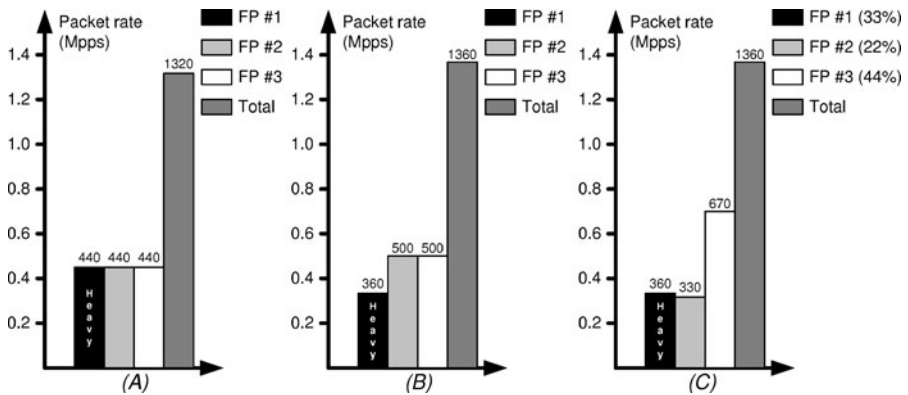 Packet rate
(Mpps)
FP #1
FP #2
FP #3
Total
1.4
1.2
1.0
0.8
0.6
0.4
0.2
440
440
440
1320
Heavy
(A)
Packet rate
(Mpps)
FP #1
FP #2
FP #3
Total
1.4
1.2
1.0
0.8
0.6
0.4
0.2
360
500
500
1360
Heavy
(B)
Packet rate
(Mpps)
FP #1 (33%)
FP #2 (22%)
FP #3 (44%)
Total
1.4
1.2
1.0
0.8
0.6
0.4
0.2
360
330
670
1360
Heavy
(C)